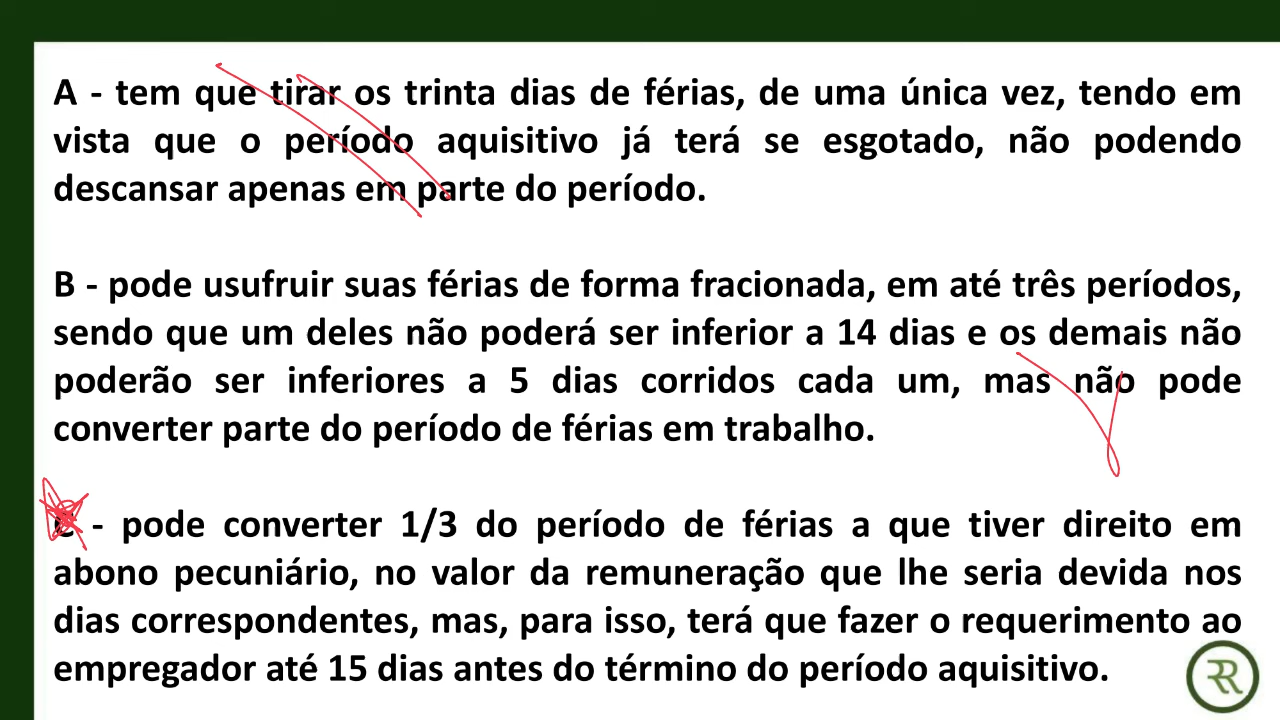 A - tem que tirar os trinta dias de férias, de uma única vez, tendo em
vista que o período aquisitivo já terá se esgotado, não podendo
descansar apenas em parte do período.
B - pode usufruir suas férias de forma fracionada, em até três períodos,
sendo que um deles não poderá ser inferior a 14 dias e os demais não
poderão ser inferiores a 5 dias corridos cada um, mas não pode
converter parte do período de férias em trabalho.
C - pode converter 1/3 do período de férias a que tiver direito em
abono pecuniário, no valor da remuneração que lhe seria devida nos
dias correspondentes, mas, para isso, terá que fazer o requerimento ao
empregador até 15 dias antes do término do período aquisitivo.